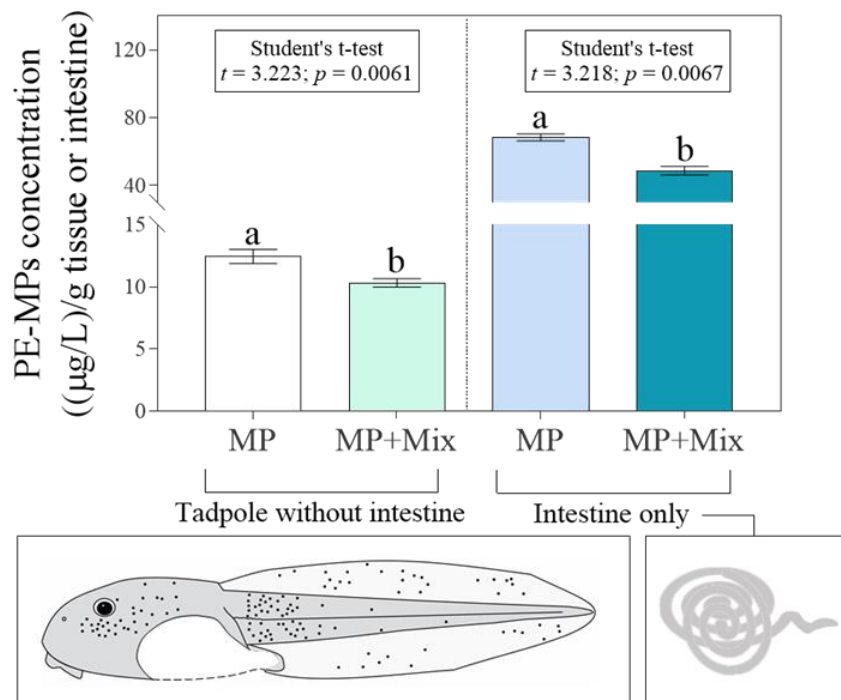 PE-MPs concentration
((µg/L)/g tissue or intestine)
120
80
40
15
10
5
0
Student's t-test
t = 3.223; p = 0.0061
Student's t-test
t = 3.218; p = 0.0067
a
b
a
b
MP
MP+Mix
MP
MP+Mix
Tadpole without intestine
Intestine only